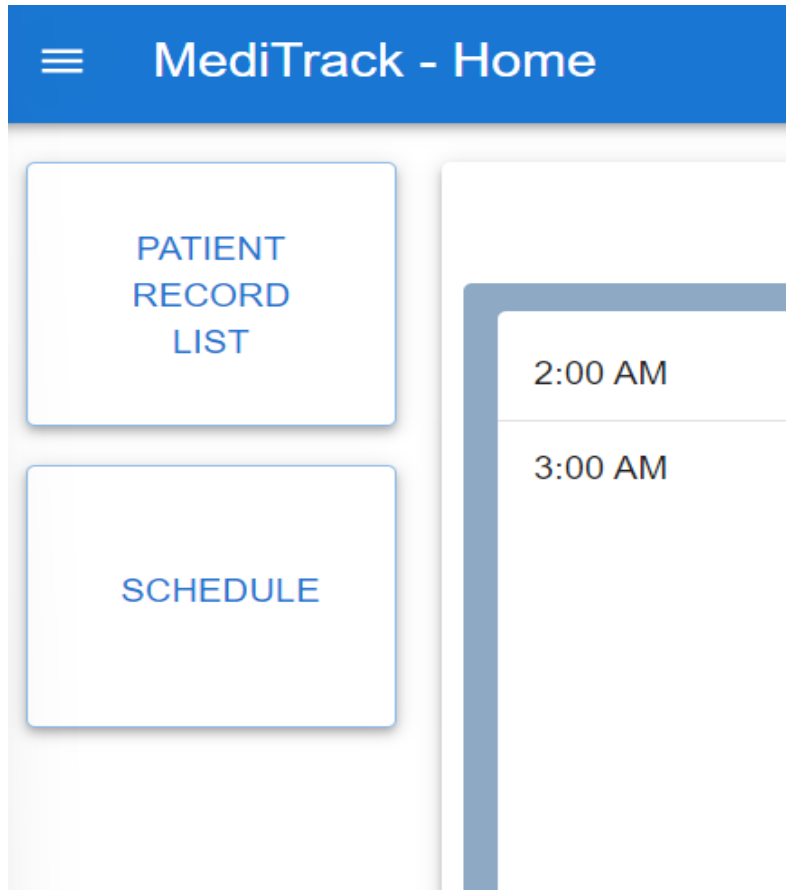 MediTrack - Home
PATIENT
RECORD
LIST
SCHEDULE
2:00 AM
3:00 AM